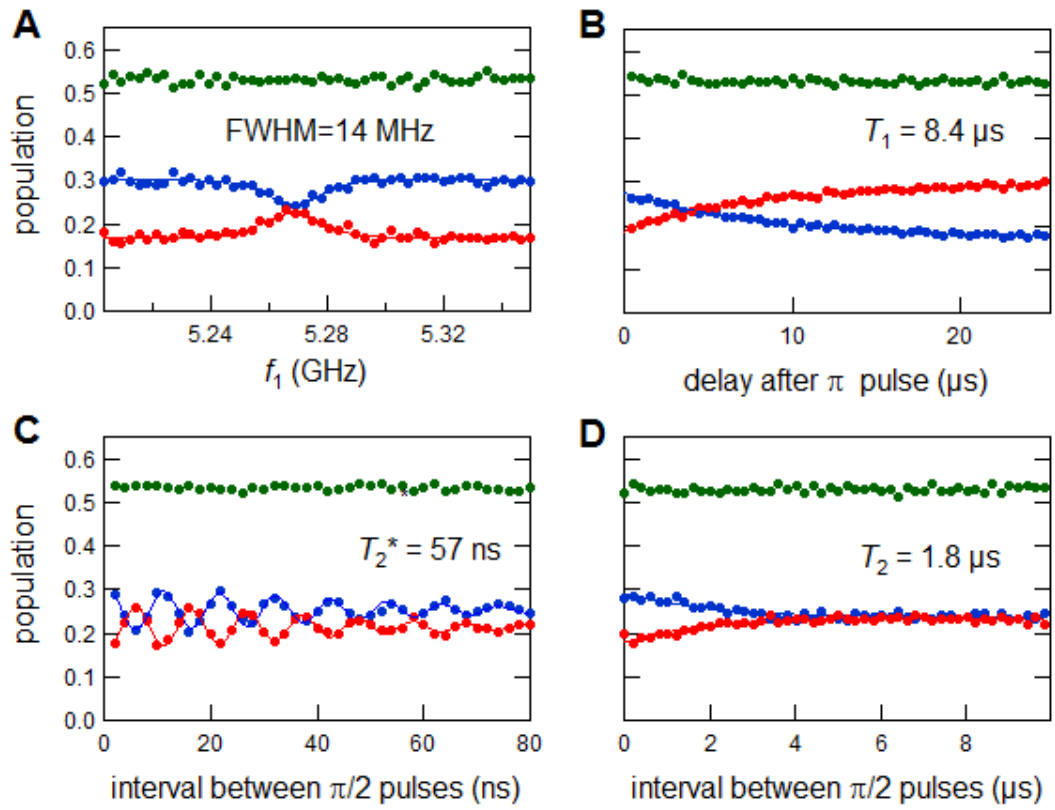 A
population
0.6
0.5
0.4
0.3
0.2
0.1
0.0
FWHM=14 MHz
5.24
5.28
5.32
f1 (GHz)
B
T1 = 8.4 µs
0
10
20
delay after π pulse (µs)
C
population
0.6
0.5
0.4
0.3
0.2
0.1
0.0
*
T2* = 57 ns
0
20
40
60
80
interval between π/2 pulses (ns)
D
T2 = 1.8 µs
0
2
4
6
8
interval between π/2 pulses (µs)